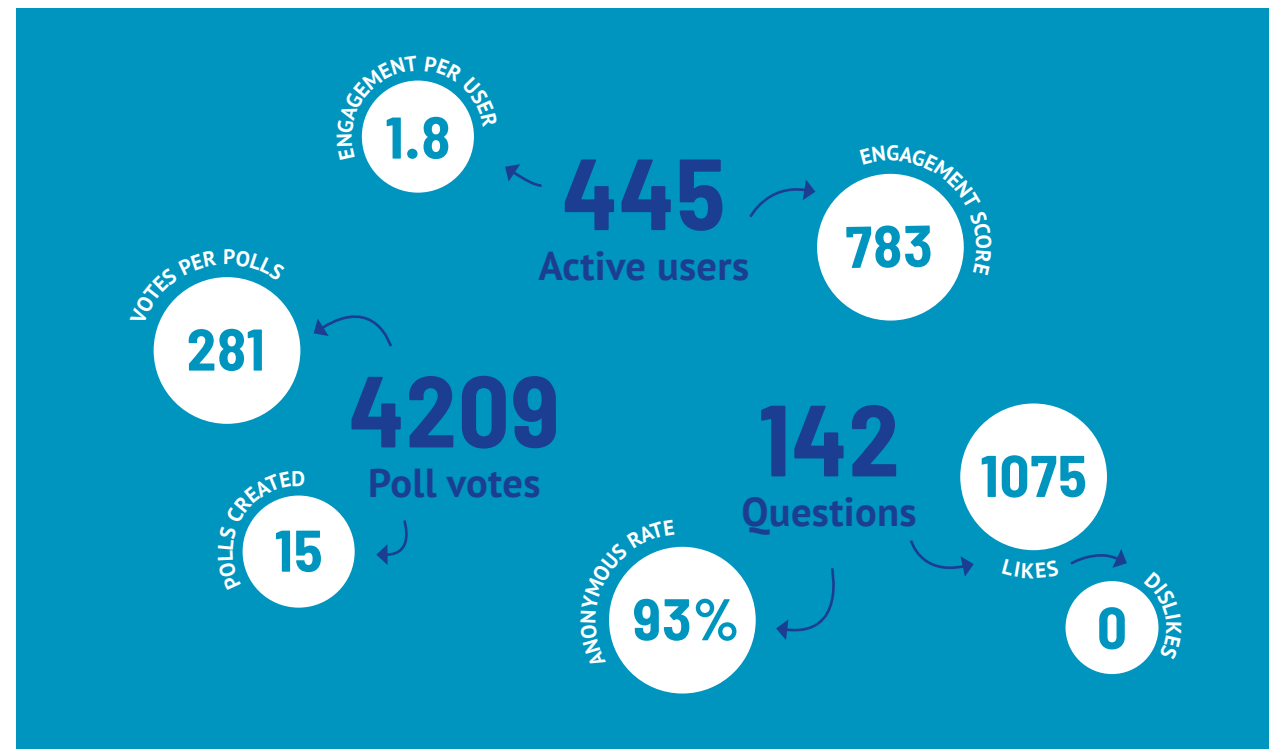 ENGAGEMENT PER USER
1.8
445
Active users
ENGAGEMENT SCORE
783
VOTES PER POLLS
281
4209
Poll votes
POLLS CREATED
15
142
Questions
1075
LIKES
ANONYMOUS RATE
93%
DISLIKES
0